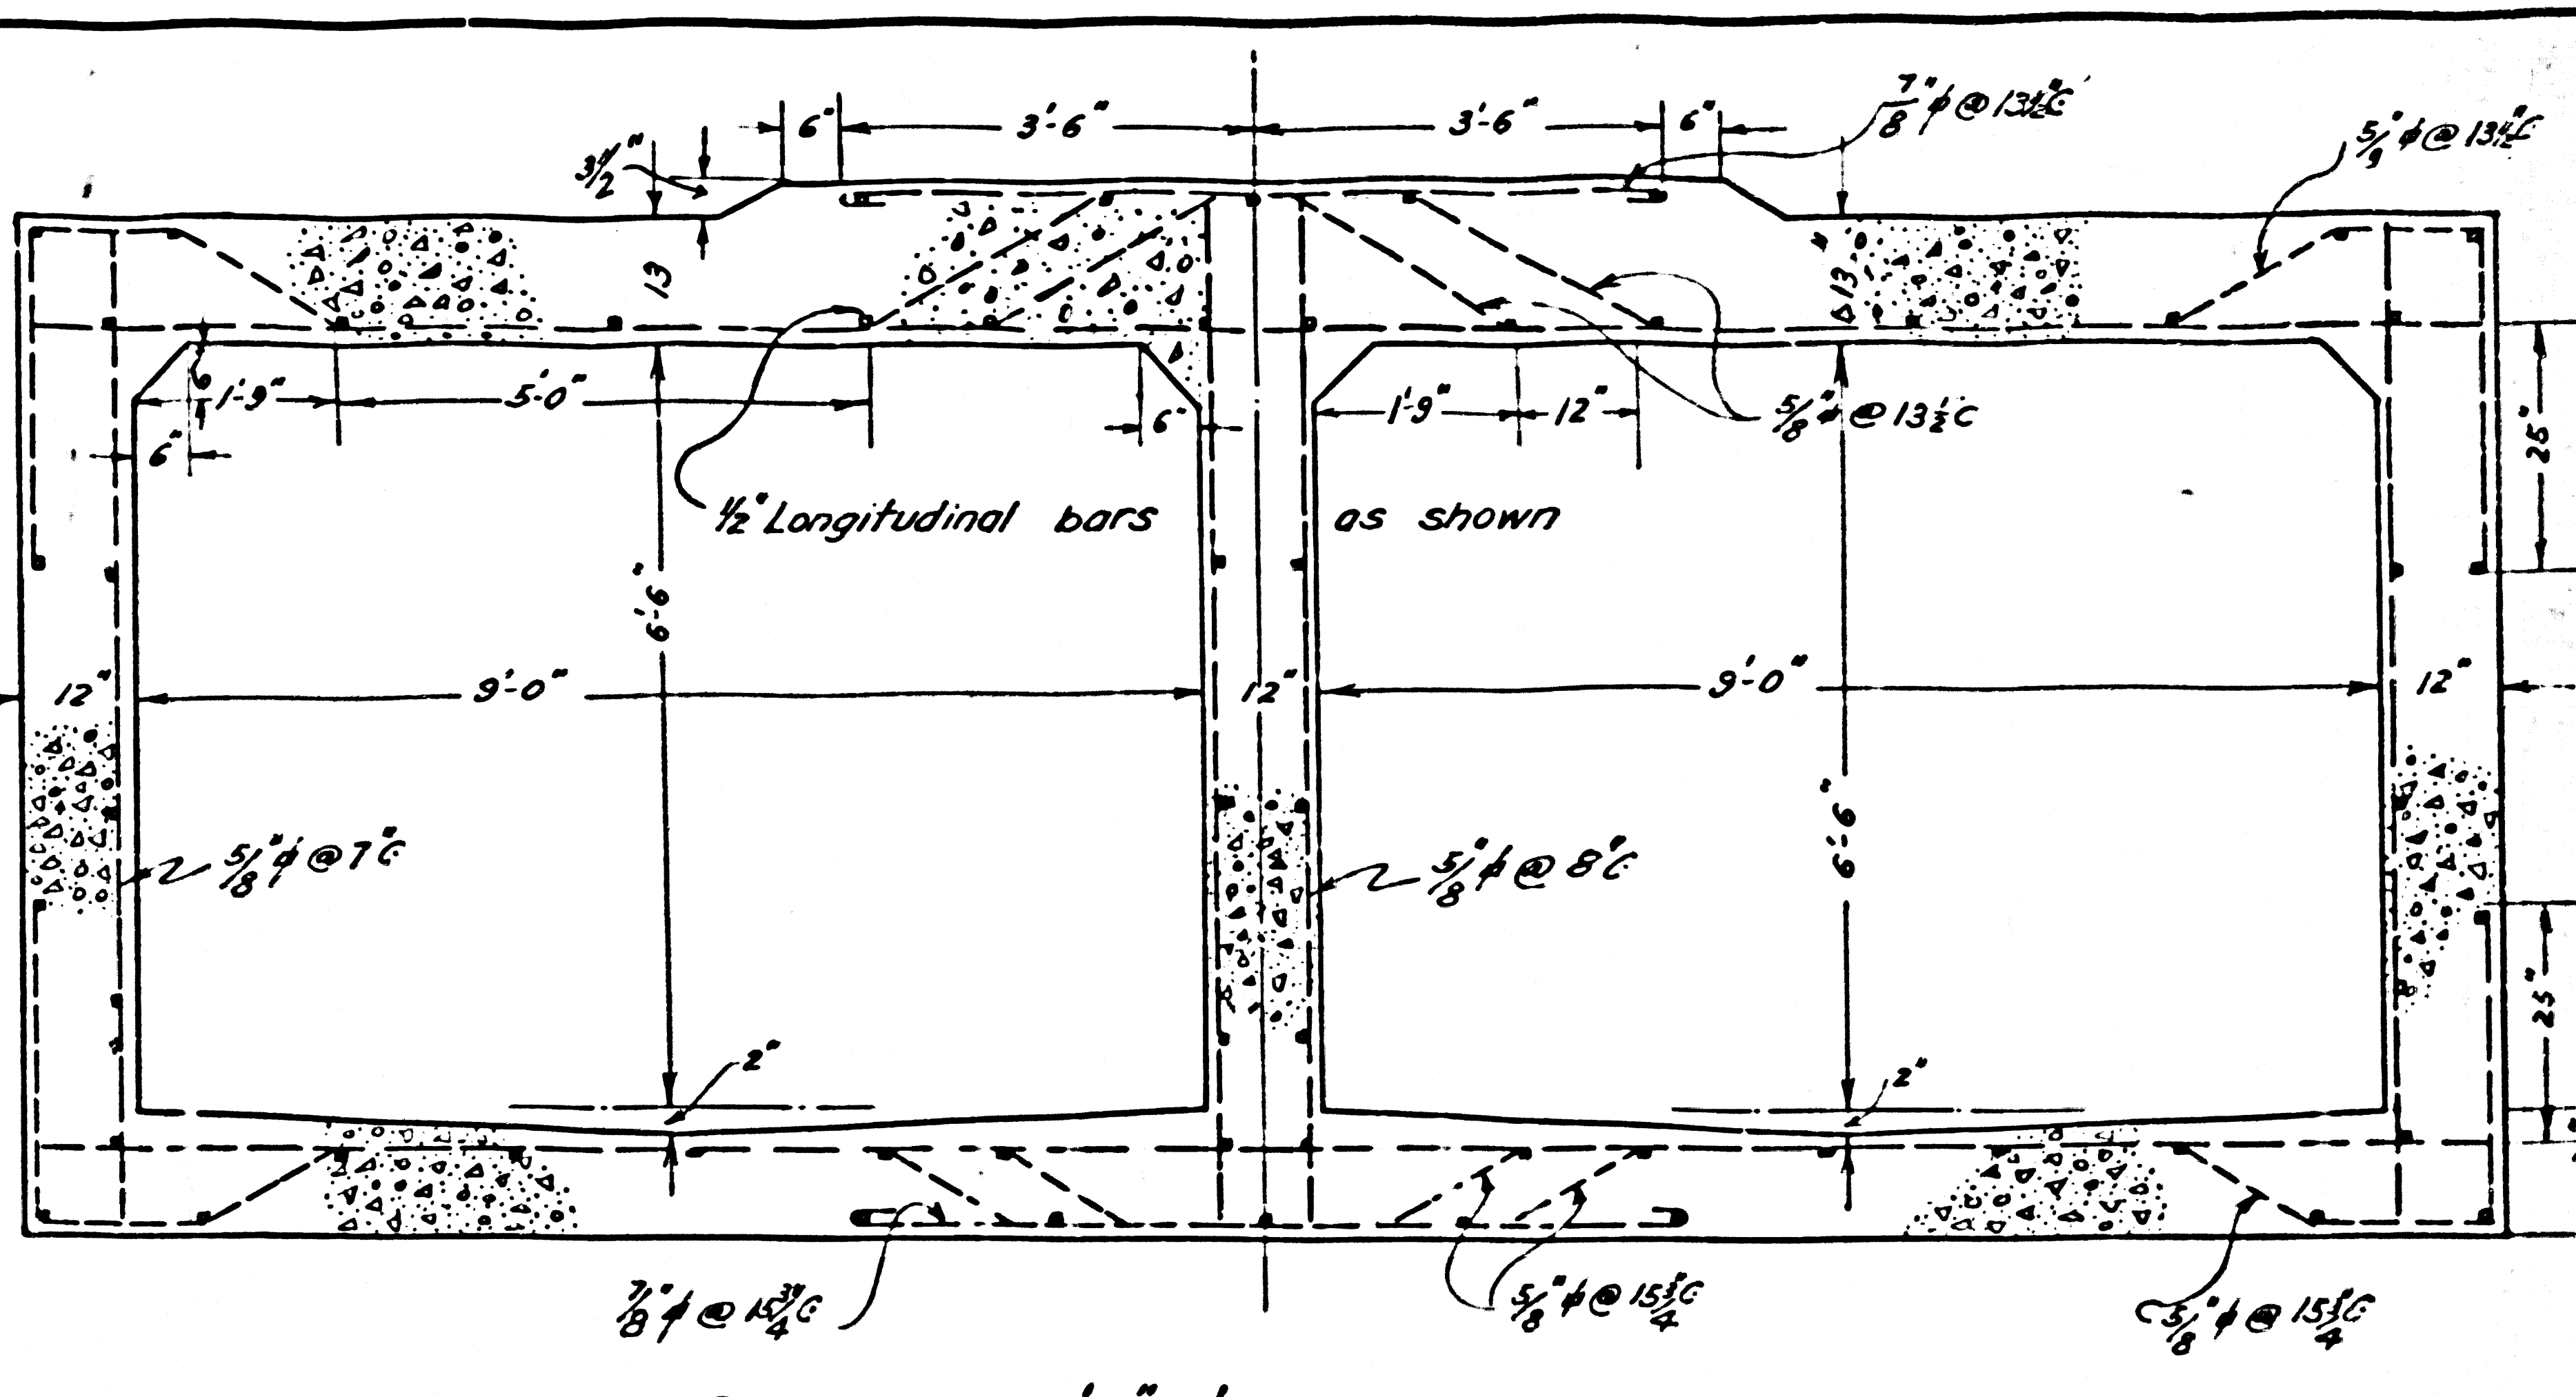 6" 3'-6" 3'-6" 6"
7/8"ϕ @ 13½"C
5/9"ϕ @ 13½"C
3½"
13
13"
6 1'-9" 5'-0" 6"
6"
1'-9" 12"
5/8"ϕ @ 13½C
25"
½" Longitudinal bars as shown
6'-6"
12" 9'-0" 12" 9'-0" 12"
6'-6"
5/8"ϕ @ 7"C
5/8"ϕ @ 8"C
25"
2"
2"
7/8"ϕ @ 15¾"C
5/8"ϕ @ 15¾"C
5/8"ϕ @ 15¾"C